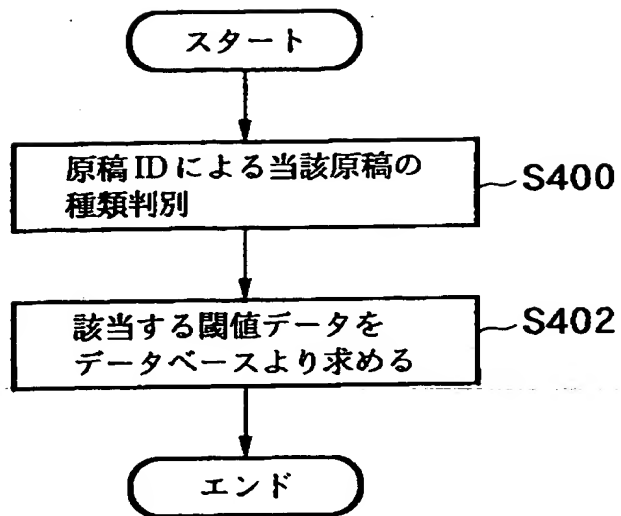 スタート
原稿IDによる当該原稿の
種類判別
S400
該当する閾値データを
データベースより求める
S402
エンド